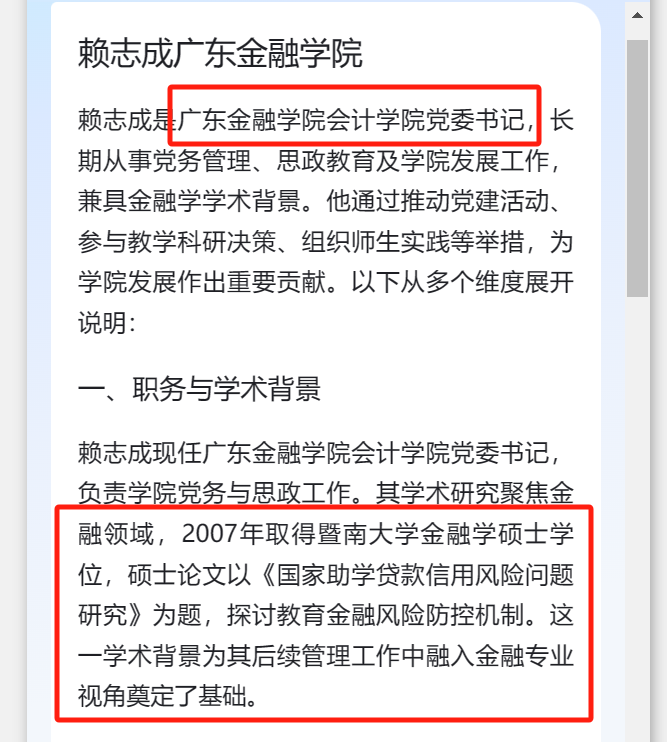 赖志成广东金融学院
赖志成是广东金融学院会计学院党委书记，长
期从事党务管理、思政教育及学院发展工作，
兼具金融学学术背景。他通过推动党建活动、
参与教学科研决策、组织师生实践等举措，为
学院发展作出重要贡献。以下从多个维度展开
说明：
一、职务与学术背景
赖志成现任广东金融学院会计学院党委书记，
负责学院党务与思政工作。其学术研究聚焦金
融领域，2007年取得暨南大学金融学硕士学
位，硕士论文以《国家助学贷款信用风险问题
研究》为题，探讨教育金融风险防控机制。这
一学术背景为其后续管理工作中融入金融专业
视角奠定了基础。